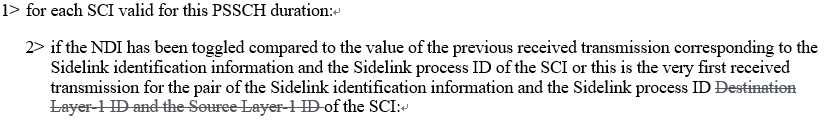 1> for each SCI valid for this PSSCH duration:↵
2> if the NDI has been toggled compared to the value of the previous received transmission corresponding to the
Sidelink identification information and the Sidelink process ID of the SCI or this is the very first received
transmission for the pair of the Sidelink identification information and the Sidelink process ID Destination
Layer-1 ID and the Source Layer-1 ID of the SCI:↵